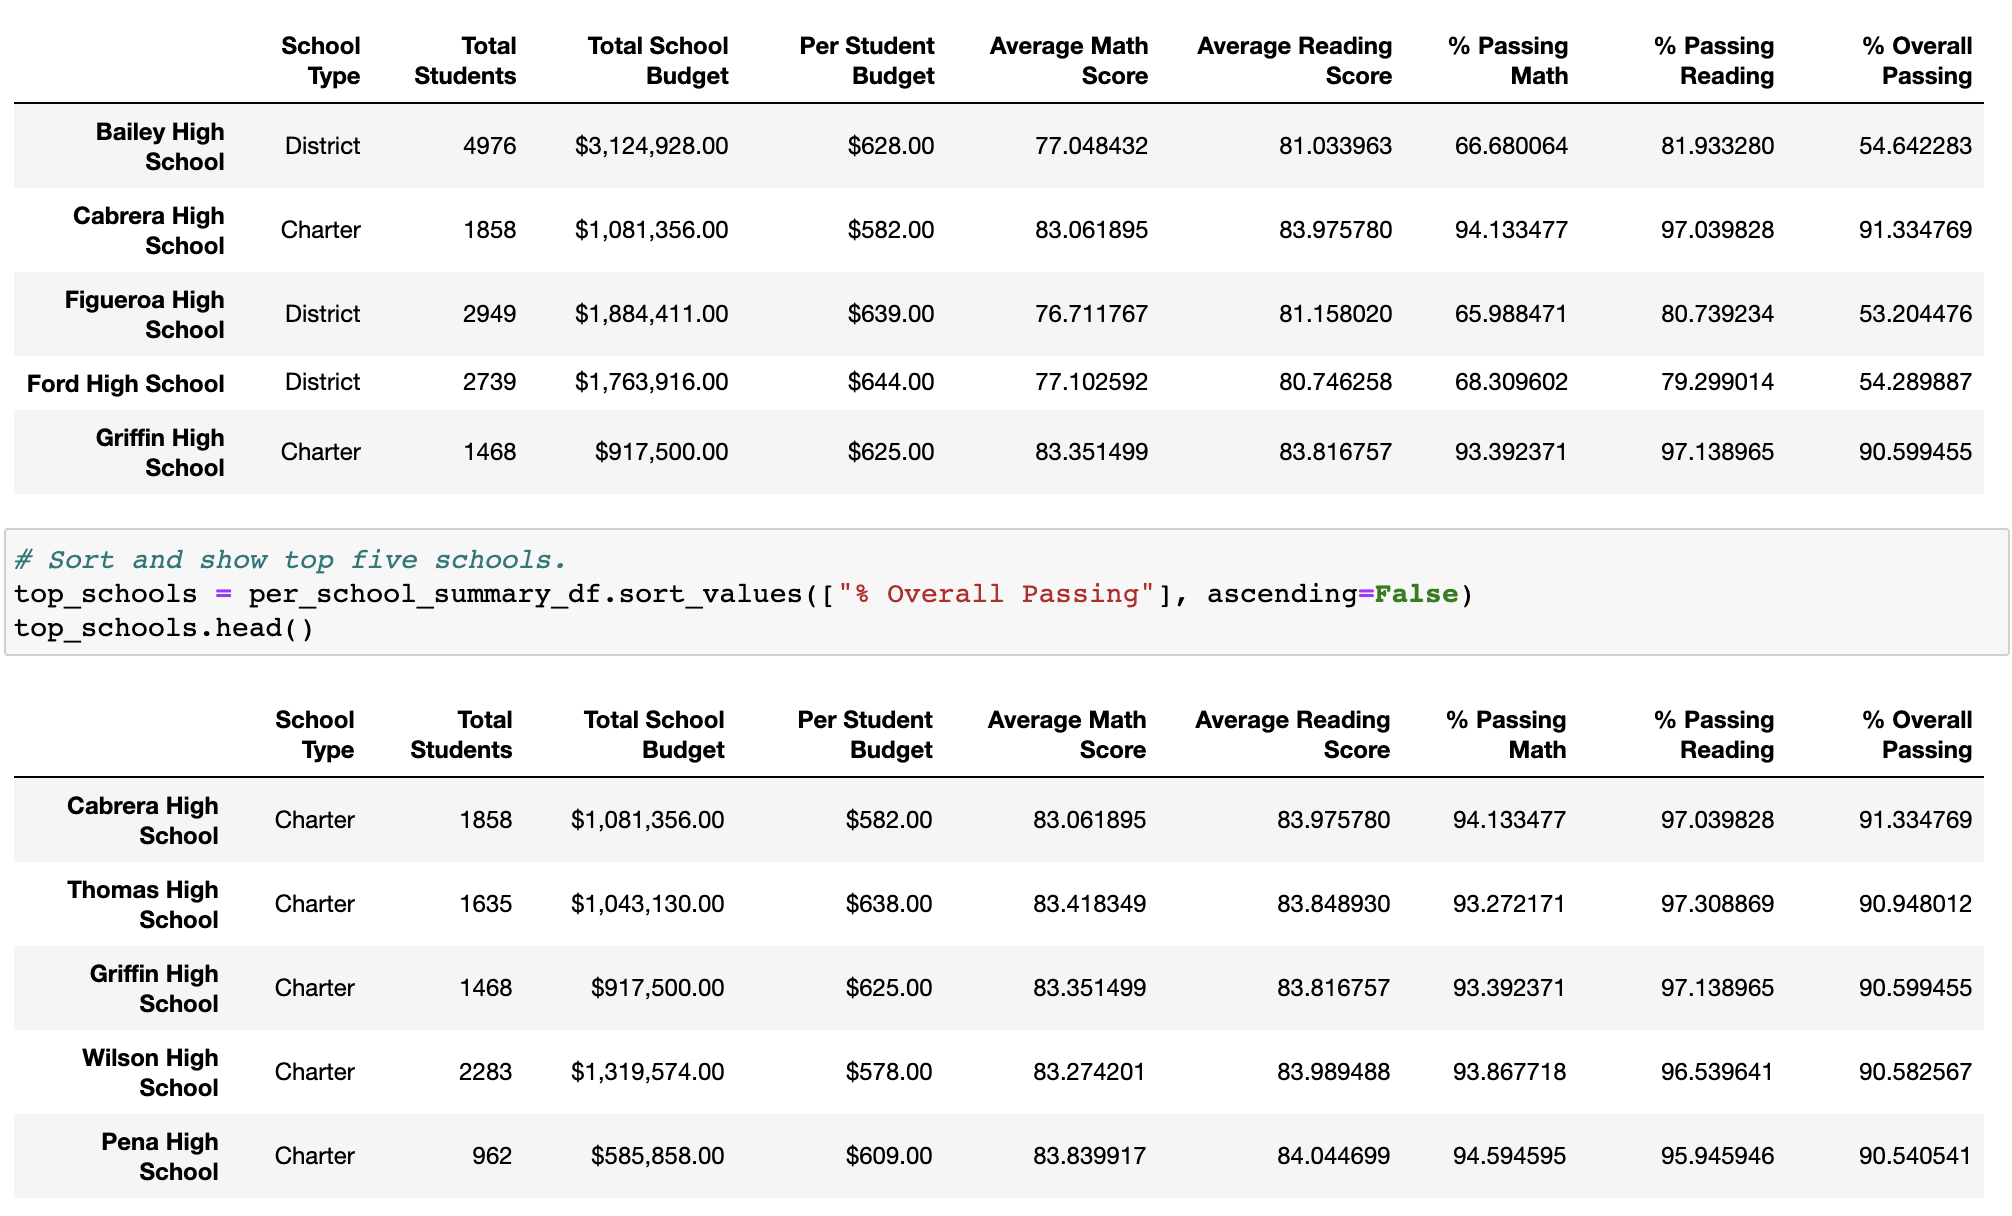 School Total Total School Per Student Average Math Average Reading % Passing % Passing % Overall
Type Students Budget Budget Score Score Math Reading Passing
Bailey High School District 4976 $3,124,928.00 $628.00 77.048432 81.033963 66.680064 81.933280 54.642283
Cabrera High School Charter 1858 $1,081,356.00 $582.00 83.061895 83.975780 94.133477 97.039828 91.334769
Figueroa High School District 2949 $1,884,411.00 $639.00 76.711767 81.158020 65.988471 80.739234 53.204476
Ford High School District 2739 $1,763,916.00 $644.00 77.102592 80.746258 68.309602 79.299014 54.289887
Griffin High School Charter 1468 $917,500.00 $625.00 83.351499 83.816757 93.392371 97.138965 90.599455
# Sort and show top five schools.
top_schools = per_school_summary_df.sort_values(["% Overall Passing"], ascending=False)
top_schools.head()
School Total Total School Per Student Average Math Average Reading % Passing % Passing % Overall
Type Students Budget Budget Score Score Math Reading Passing
Cabrera High School Charter 1858 $1,081,356.00 $582.00 83.061895 83.975780 94.133477 97.039828 91.334769
Thomas High School Charter 1635 $1,043,130.00 $638.00 83.418349 83.848930 93.272171 97.308869 90.948012
Griffin High School Charter 1468 $917,500.00 $625.00 83.351499 83.816757 93.392371 97.138965 90.599455
Wilson High School Charter 2283 $1,319,574.00 $578.00 83.274201 83.989488 93.867718 96.539641 90.582567
Pena High School Charter 962 $585,858.00 $609.00 83.839917 84.044699 94.594595 95.945946 90.540541